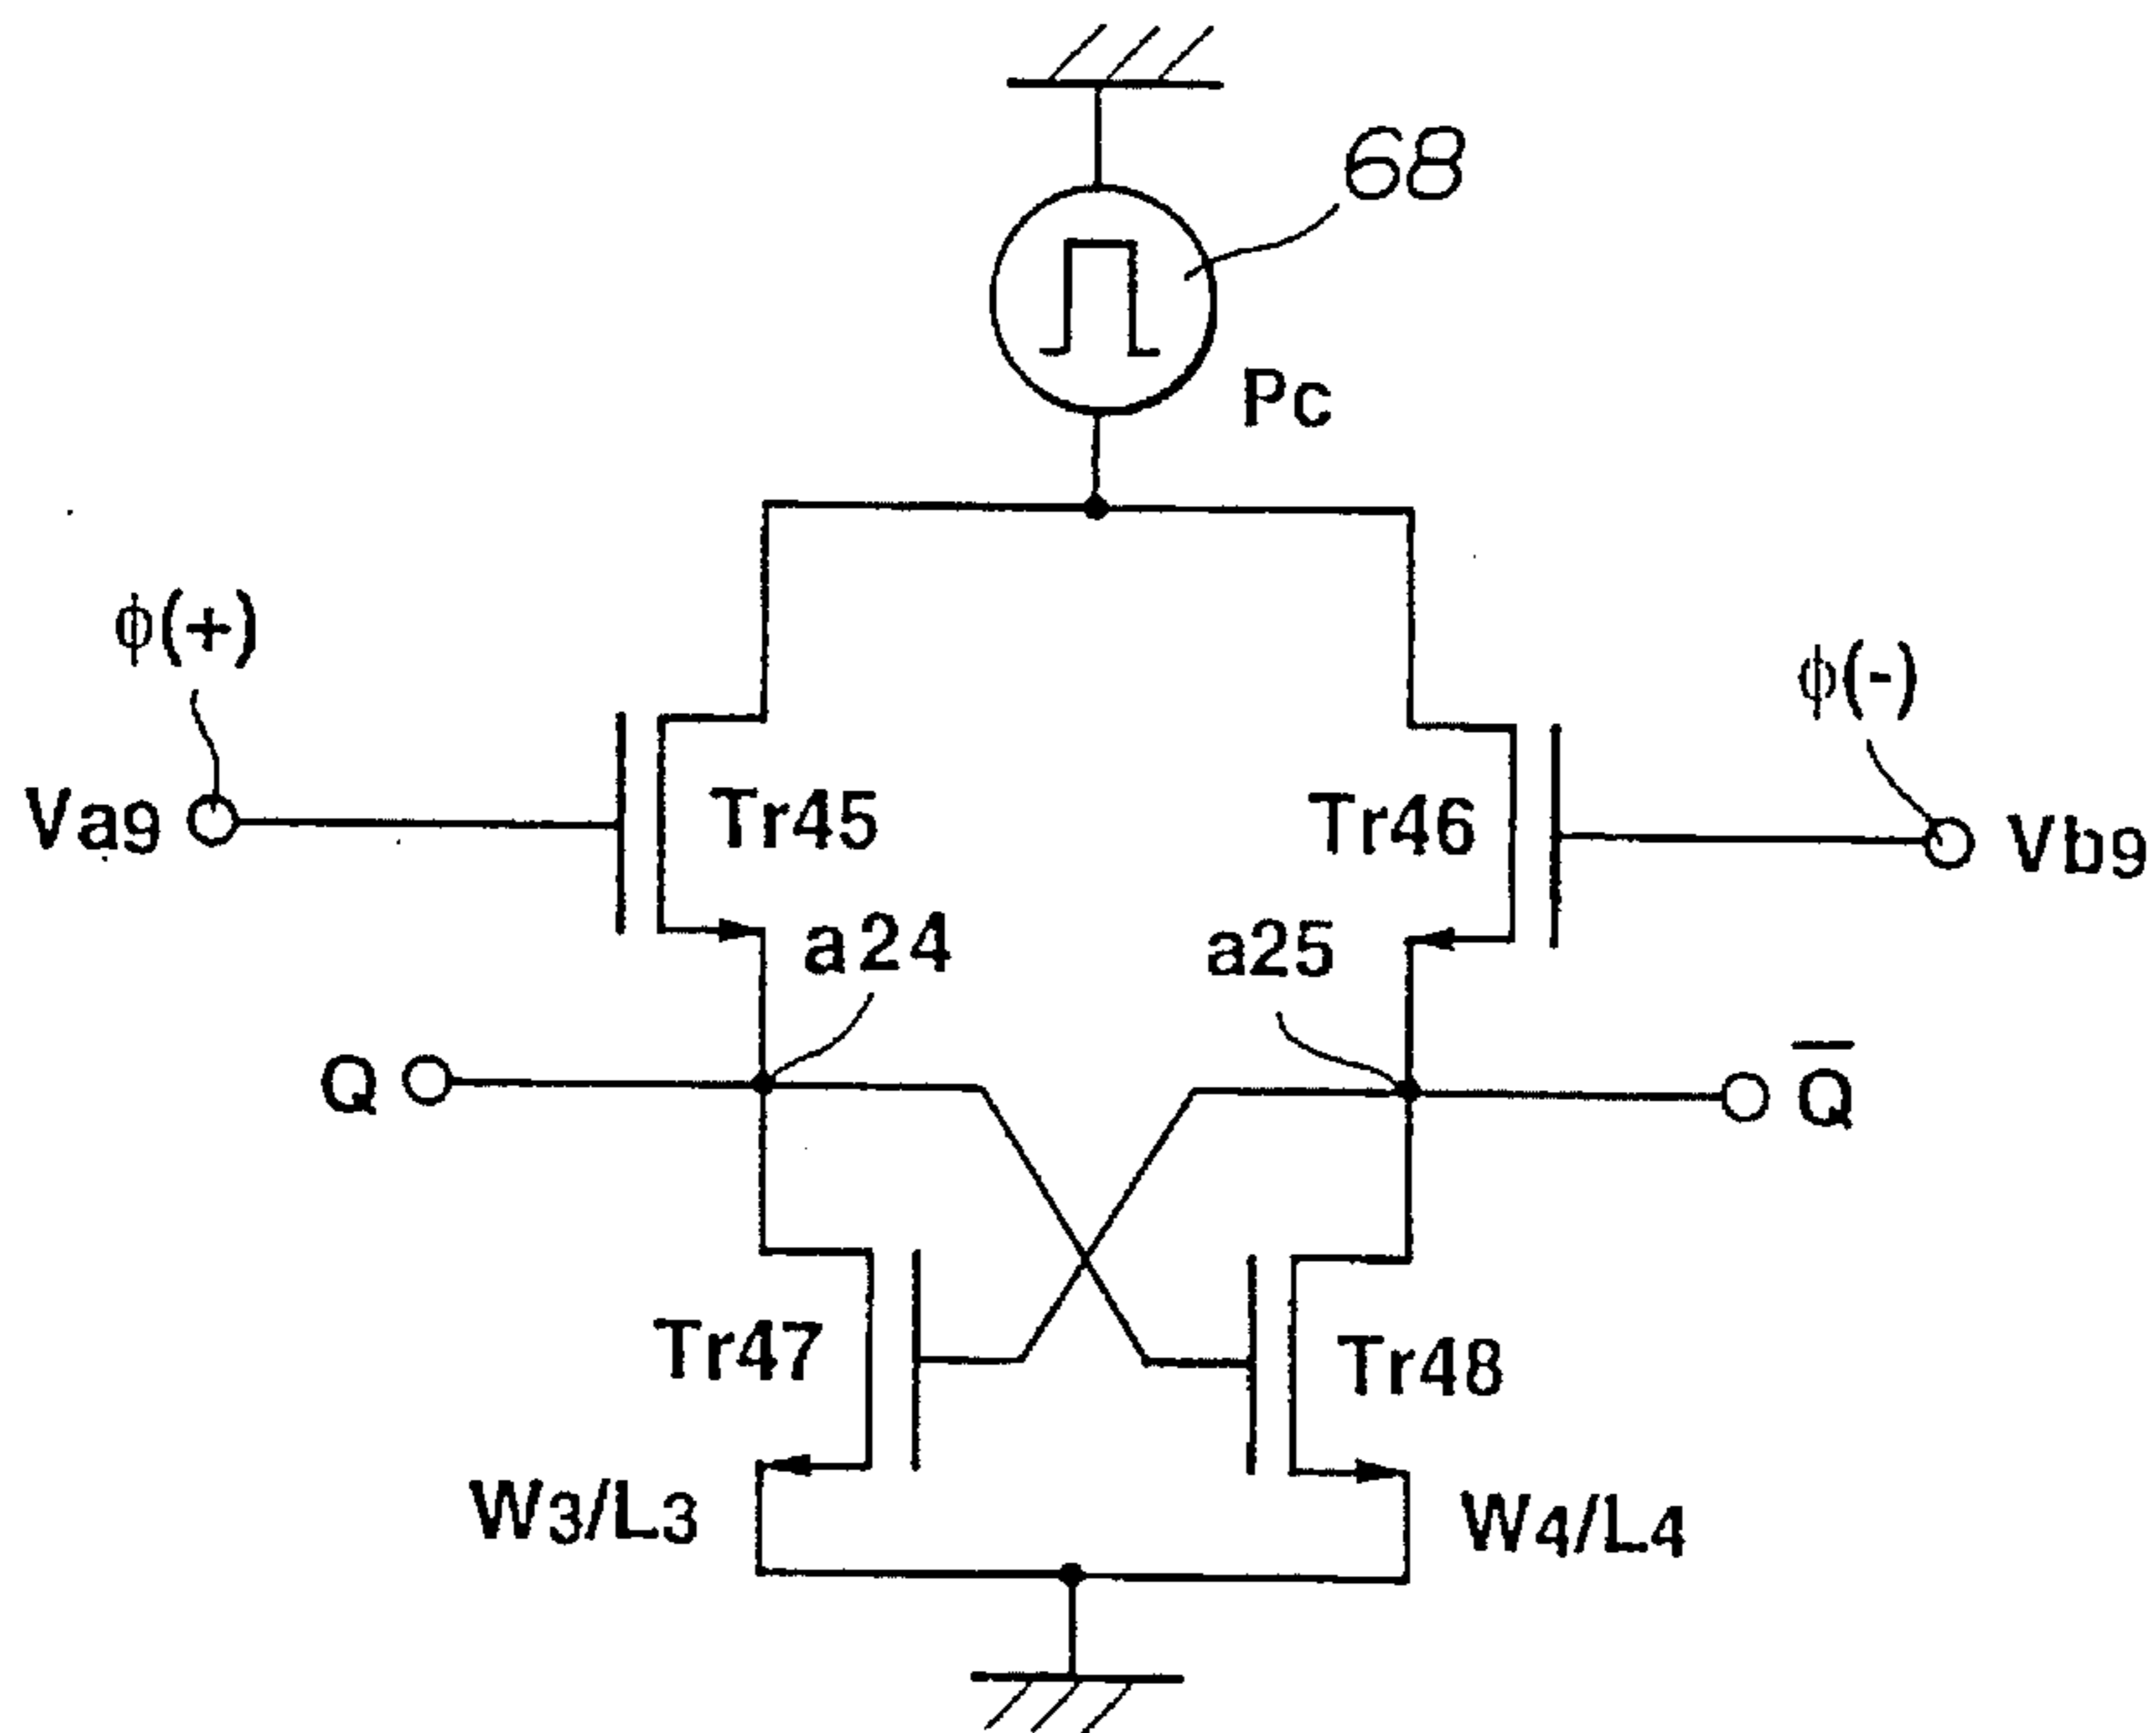 68
Pc
ϕ(+)
ϕ(-)
Va9
Tr45
Tr46
Vb9
a24
a25
Q
Q̅
Tr47
Tr48
W3/L3
W4/L4